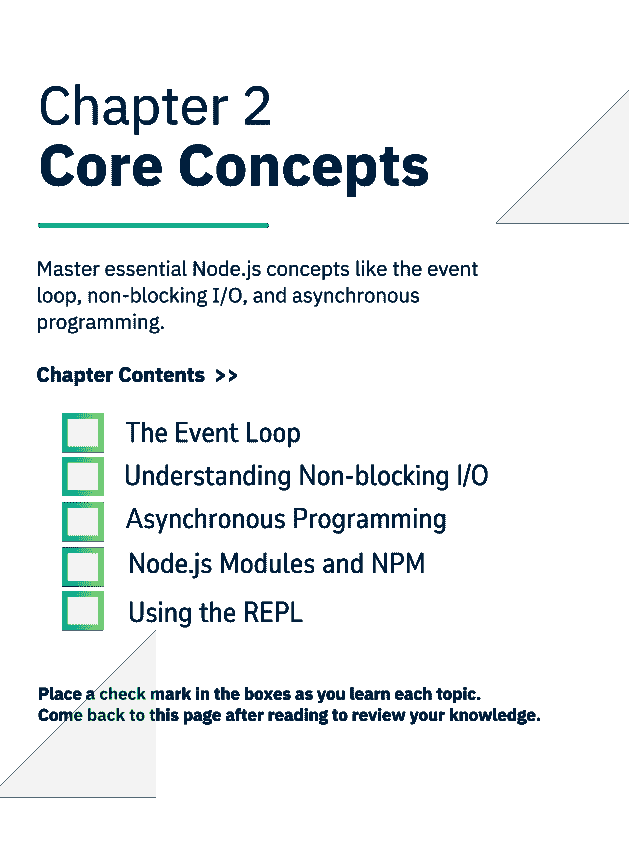 Chapter 2
Core Concepts
Master essential Node.js concepts like the event
loop, non-blocking I/O, and asynchronous
programming.
Chapter Contents >>
The Event Loop
Understanding Non-blocking I/O
Asynchronous Programming
Node.js Modules and NPM
Using the REPL
Place a check mark in the boxes as you learn each topic.
Come back to this page after reading to review your knowledge.